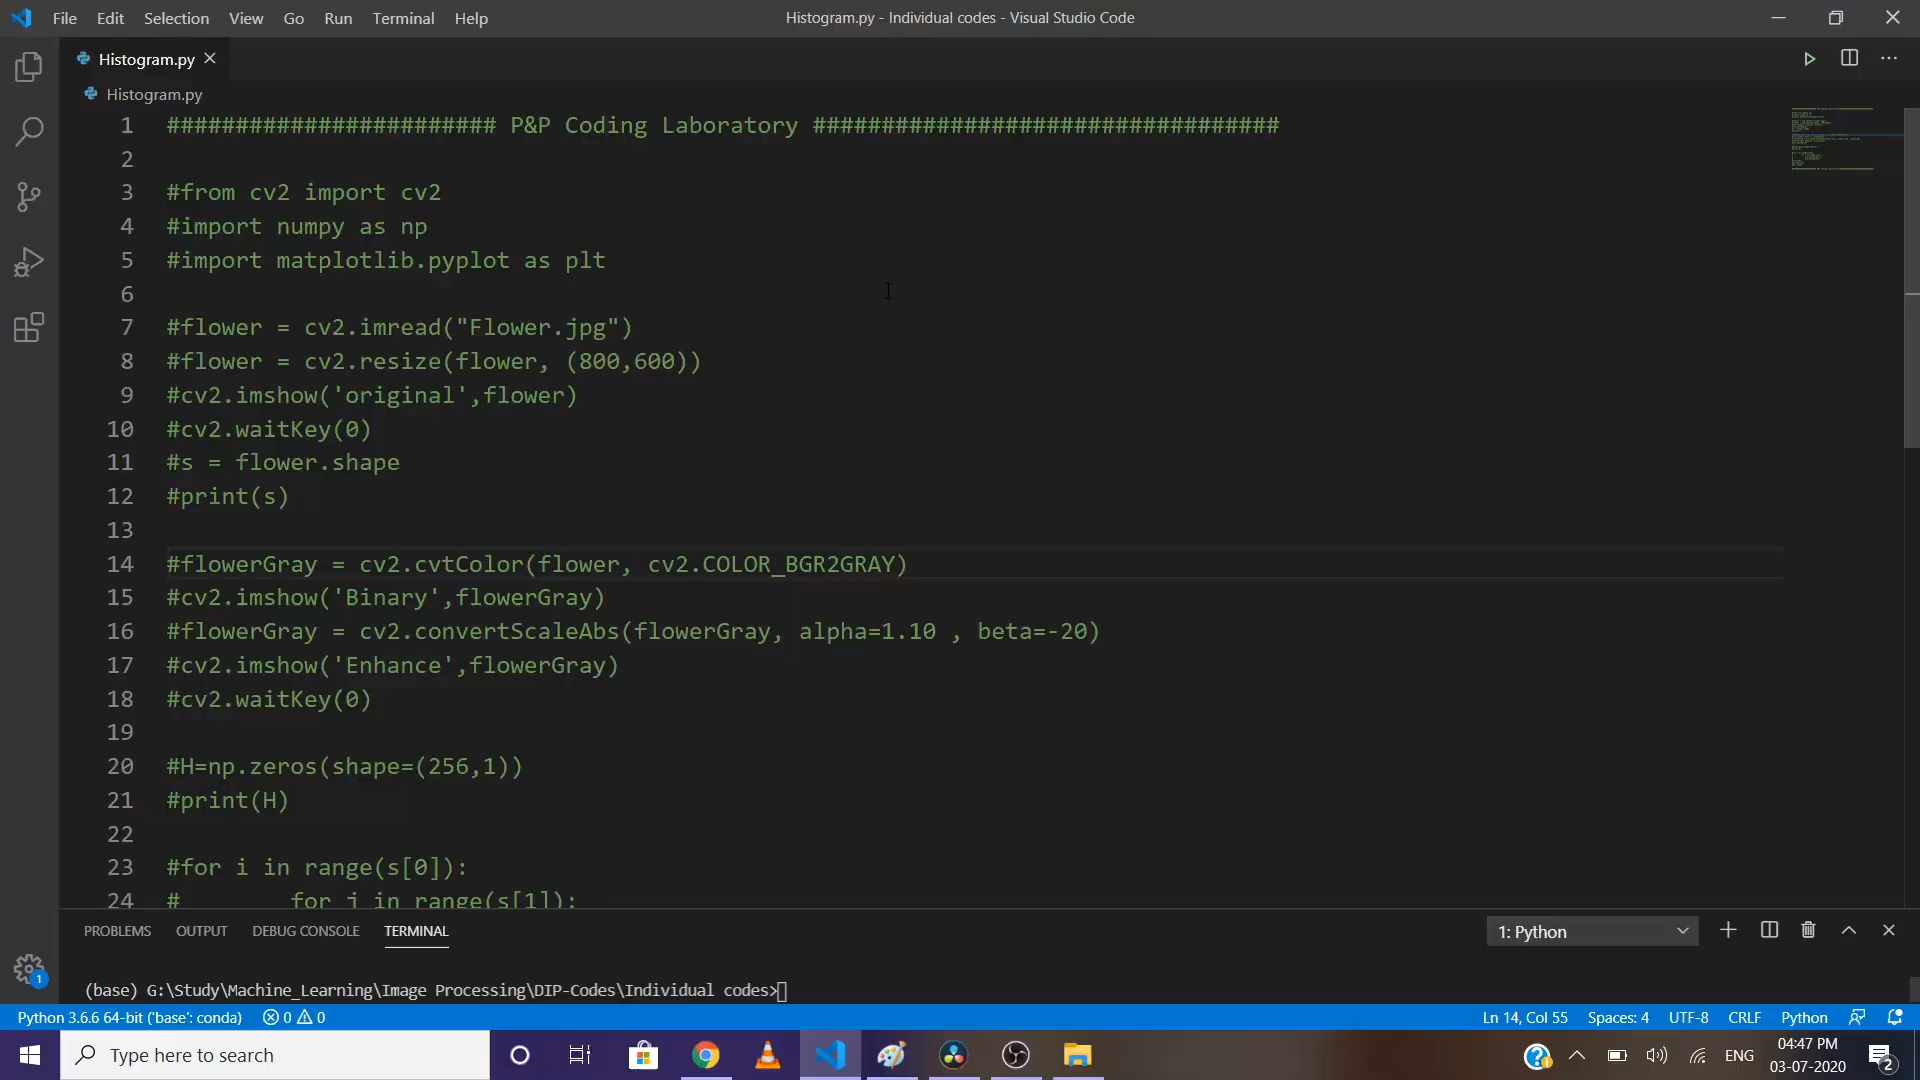 File Edit Selection View Go Run Terminal Help
Histogram.py - Individual codes - Visual Studio Code
Histogram.py
Histogram.py
1 ######################## P&P Coding Laboratory ##################################
2
3 #from cv2 import cv2
4 #import numpy as np
5 #import matplotlib.pyplot as plt
6
7 #flower = cv2.imread("Flower.jpg")
8 #flower = cv2.resize(flower, (800,600))
9 #cv2.imshow('original',flower)
10 #cv2.waitKey(0)
11 #s = flower.shape
12 #print(s)
13
14 #flowerGray = cv2.cvtColor(flower, cv2.COLOR_BGR2GRAY)
15 #cv2.imshow('Binary',flowerGray)
16 #flowerGray = cv2.convertScaleAbs(flowerGray, alpha=1.10 , beta=-20)
17 #cv2.imshow('Enhance',flowerGray)
18 #cv2.waitKey(0)
19
20 #H=np.zeros(shape=(256,1))
21 #print(H)
22
23 #for i in range(s[0]):
24 #        for j in range(s[1]):
PROBLEMS OUTPUT DEBUG CONSOLE TERMINAL
1: Python
(base) G:\Study\Machine_Learning\Image Processing\DIP-Codes\Individual codes>
1
Python 3.6.6 64-bit ('base': conda) 0 0
Ln 14, Col 55 Spaces: 4 UTF-8 CRLF Python
Type here to search
ENG
04:47 PM
03-07-2020
2